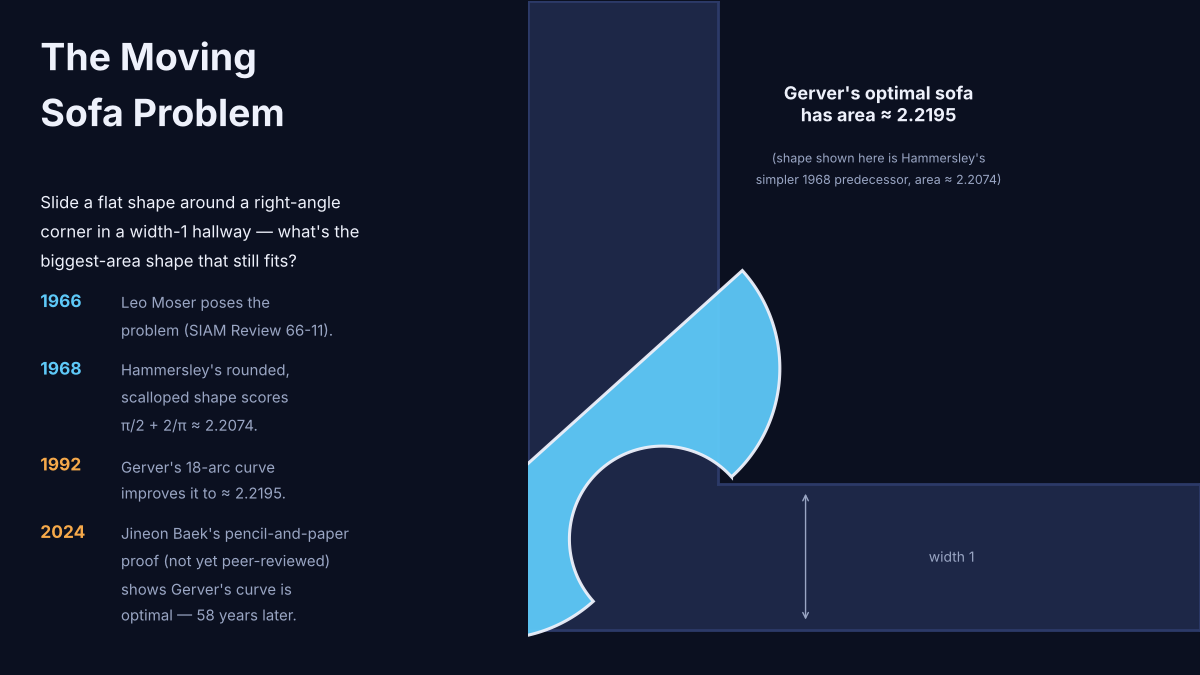 The Moving
Sofa Problem
Slide a flat shape around a right-angle
corner in a width-1 hallway — what's the
biggest-area shape that still fits?
1966
Leo Moser poses the
problem (SIAM Review 66-11).
1968
Hammersley's rounded,
scalloped shape scores
π/2 + 2/π ≈ 2.2074.
1992
Gerver's 18-arc curve
improves it to ≈ 2.2195.
2024
Jineon Baek's pencil-and-paper
proof (not yet peer-reviewed)
shows Gerver's curve is
optimal — 58 years later.
Gerver's optimal sofa
has area ≈ 2.2195
(shape shown here is Hammersley's
simpler 1968 predecessor, area ≈ 2.2074)
width 1